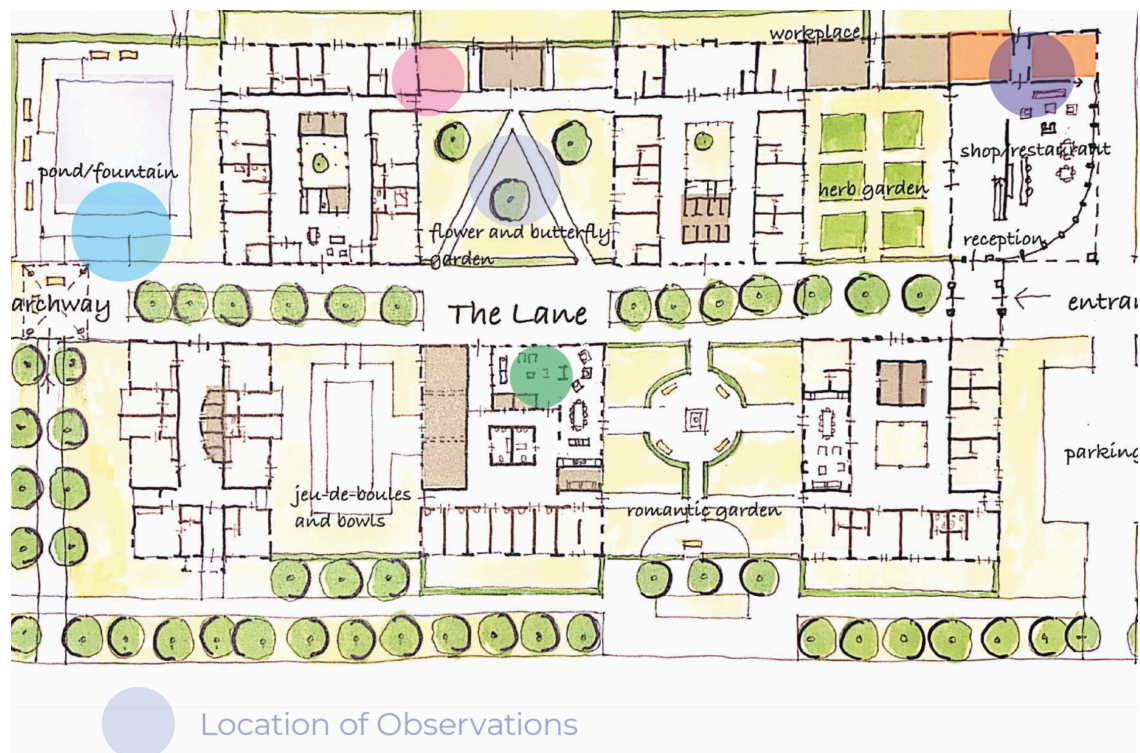 workplace
pond/fountain
shop/restaurant
herb garden
flower and butterfly
garden
reception
archway
The Lane
entran
jeu-de-boules
and bowls
parking
romantic garden
Location of Observations